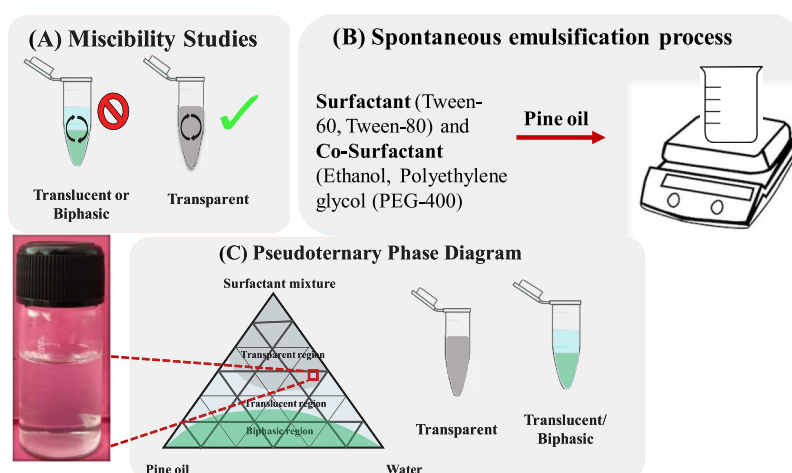 (A) Miscibility Studies
Translucent or
Biphasic
Transparent
(B) Spontaneous emulsification process
Surfactant (Tween-
60, Tween-80) and
Co-Surfactant
(Ethanol, Polyethylene
glycol (PEG-400)
Pine oil
(C) Pseudoternary Phase Diagram
Surfactant mixture
Transparent region
Translucent region
Biphasic region
Pine oil
Water
Transparent
Translucent/
Biphasic